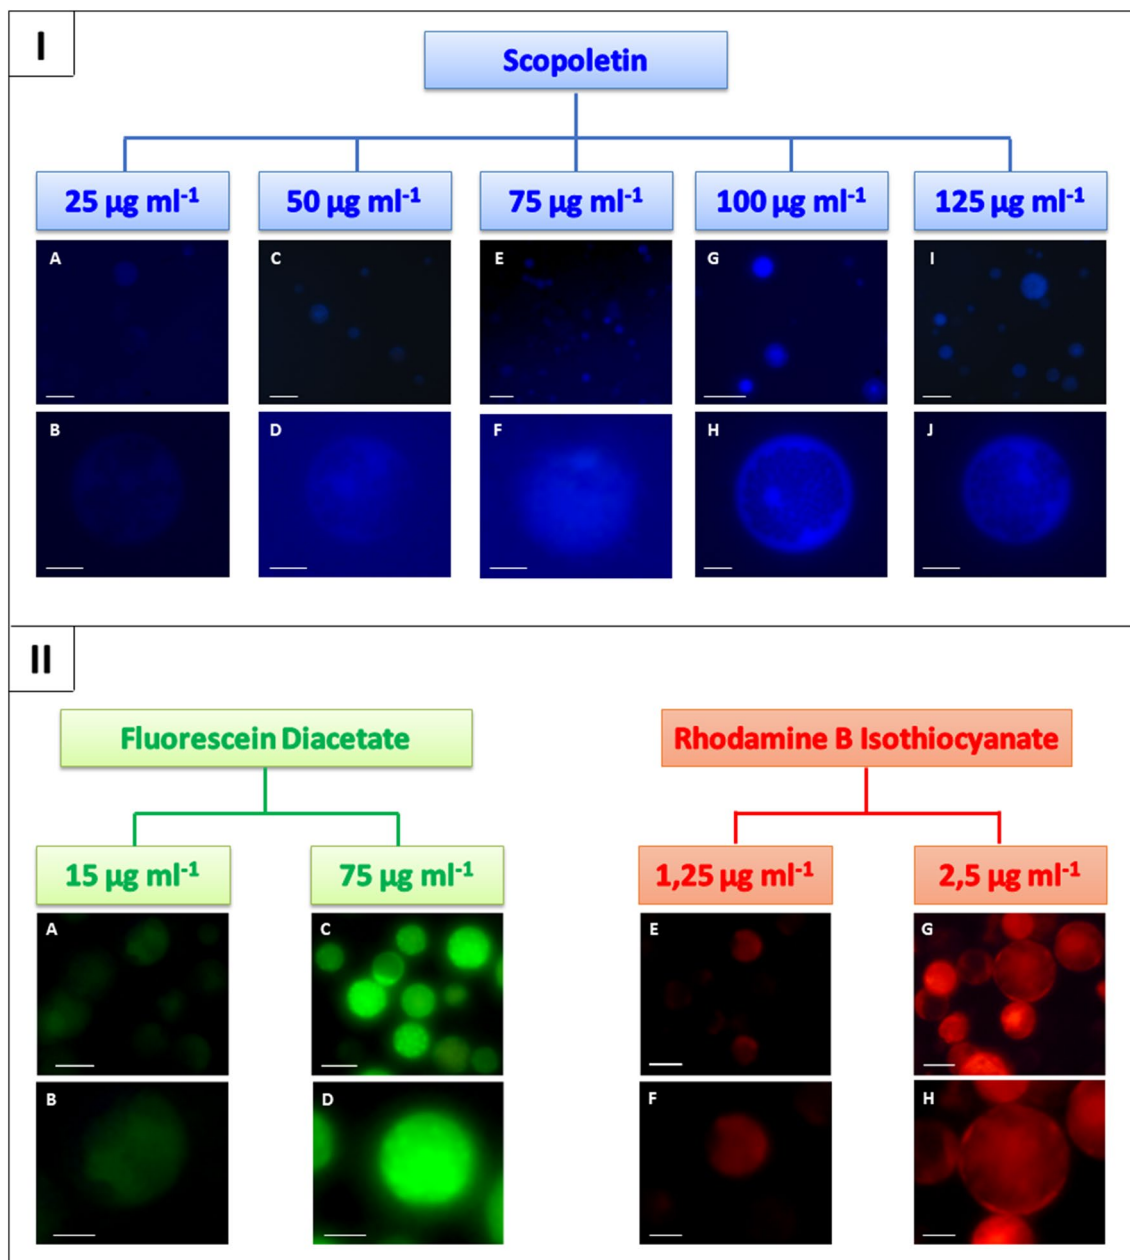 I
Scopoletin
25 µg ml-1
50 µg ml-1
75 µg ml-1
100 µg ml-1
125 µg ml-1
A
C
E
G
I
B
D
F
H
J
II
Fluorescein Diacetate
Rhodamine B Isothiocyanate
15 µg ml-1
75 µg ml-1
1,25 µg ml-1
2,5 µg ml-1
A
C
E
G
B
D
F
H